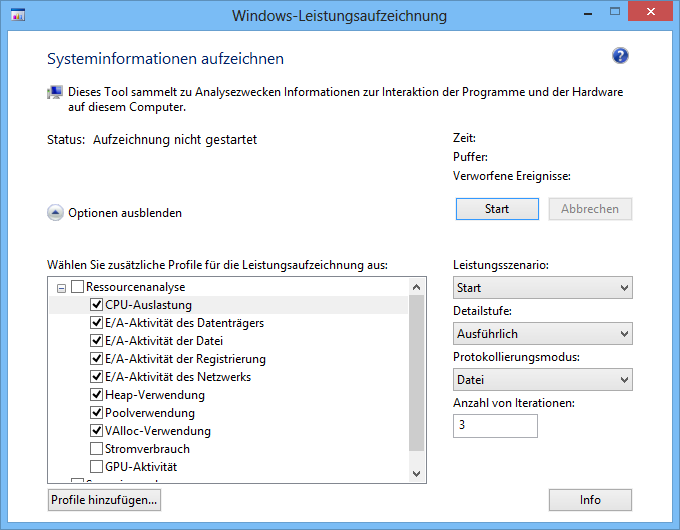 Windows-Leistungsaufzeichnung
Systeminformationen aufzeichnen
Dieses Tool sammelt zu Analysezwecken Informationen zur Interaktion der Programme und der Hardware
auf diesem Computer.
Status: Aufzeichnung nicht gestartet
Zeit:
Puffer:
Verworfene Ereignisse:
Optionen ausblenden
Start
Abbrechen
Wählen Sie zusätzliche Profile für die Leistungsaufzeichnung aus:
Ressourcenanalyse
CPU-Auslastung
E/A-Aktivität des Datenträgers
E/A-Aktivität der Datei
E/A-Aktivität der Registrierung
E/A-Aktivität des Netzwerks
Heap-Verwendung
Poolverwendung
VAlloc-Verwendung
Stromverbrauch
GPU-Aktivität
Leistungsszenario:
Start
Detailstufe:
Ausführlich
Protokollierungsmodus:
Datei
Anzahl von Iterationen:
3
Profile hinzufügen...
Info